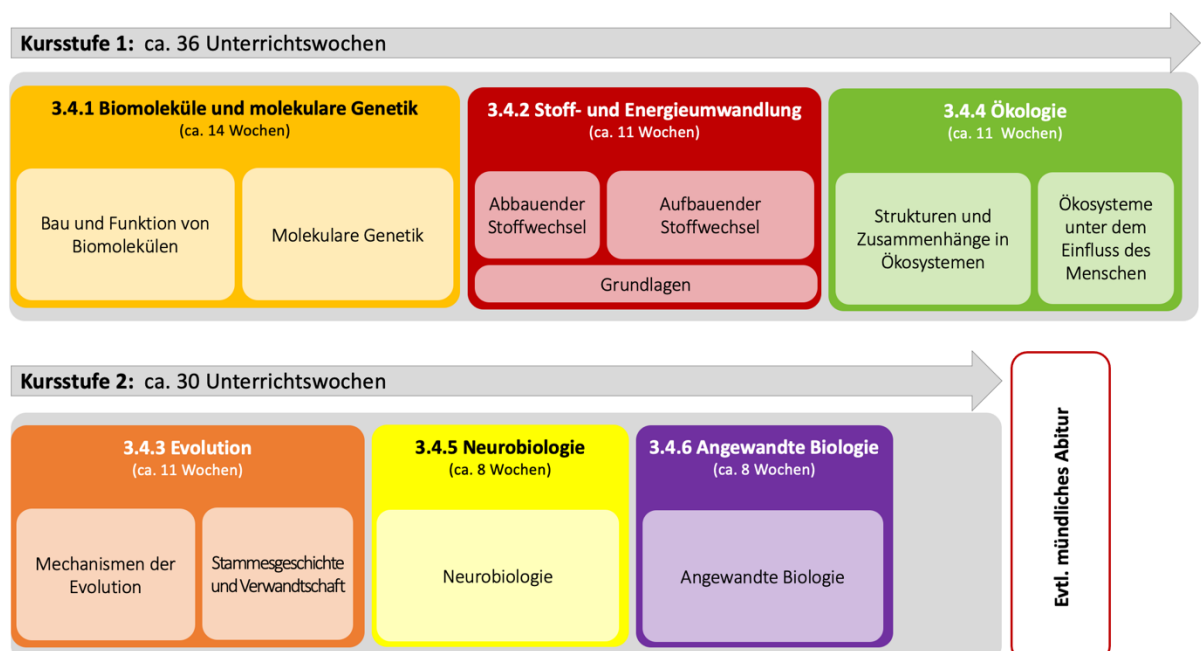 Kursstufe 1: ca. 36 Unterrichtswochen
3.4.1 Biomoleküle und molekulare Genetik
(ca. 14 Wochen)
Bau und Funktion von
Biomolekülen
Molekulare Genetik
3.4.2 Stoff- und Energieumwandlung
(ca. 11 Wochen)
Abbauender
Stoffwechsel
Aufbauender
Stoffwechsel
Grundlagen
3.4.4 Ökologie
(ca. 11 Wochen)
Strukturen und
Zusammenhänge in
Ökosystemen
Ökosysteme
unter dem
Einfluss des
Menschen
Kursstufe 2: ca. 30 Unterrichtswochen
3.4.3 Evolution
(ca. 11 Wochen)
Mechanismen der
Evolution
Stammesgeschichte
und Verwandtschaft
3.4.5 Neurobiologie
(ca. 8 Wochen)
Neurobiologie
3.4.6 Angewandte Biologie
(ca. 8 Wochen)
Angewandte Biologie
Evtl. mündliches Abitur